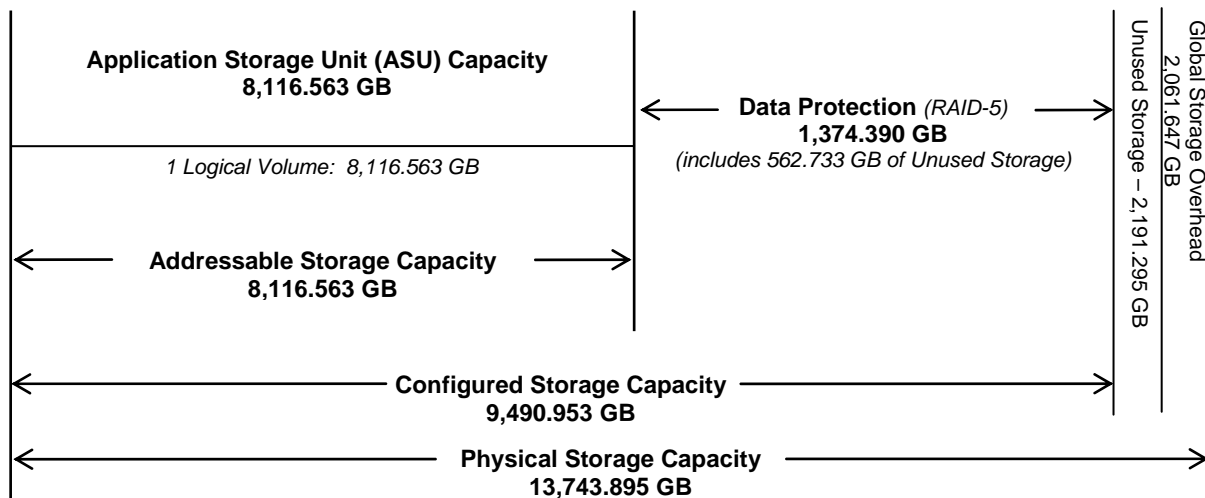 Application Storage Unit (ASU) Capacity
8,116.563 GB
1 Logical Volume: 8,116.563 GB
Addressable Storage Capacity
8,116.563 GB
Data Protection (RAID-5)
1,374.390 GB
(includes 562.733 GB of Unused Storage)
Unused Storage – 2,191.295 GB
Global Storage Overhead
2,061.647 GB
Configured Storage Capacity
9,490.953 GB
Physical Storage Capacity
13,743.895 GB